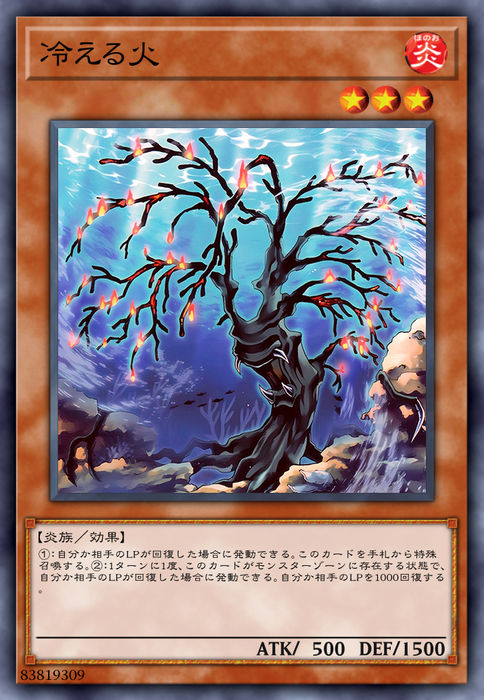 冷える火
ほのお
炎
【炎族／効果】
①:自分か相手のLPが回復した場合に発動できる。このカードを手札から特殊
召喚する。②:1ターンに1度、このカードがモンスターゾーンに存在する状態で、
自分か相手のLPが回復した場合に発動できる。自分か相手のLPを1000回復する
。
ATK/ 500 DEF/1500
83819309